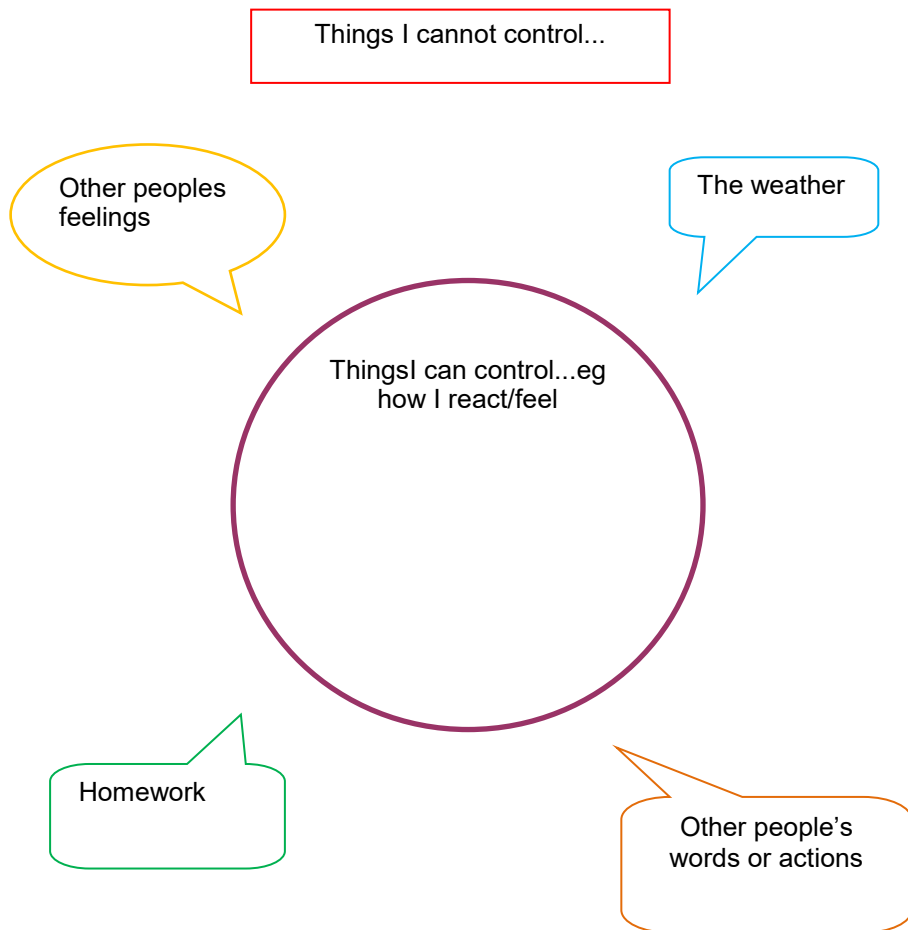 Things I cannot control...
Other peoples
feelings
The weather
ThingsI can control...eg
how I react/feel
Homework
Other people’s
words or actions